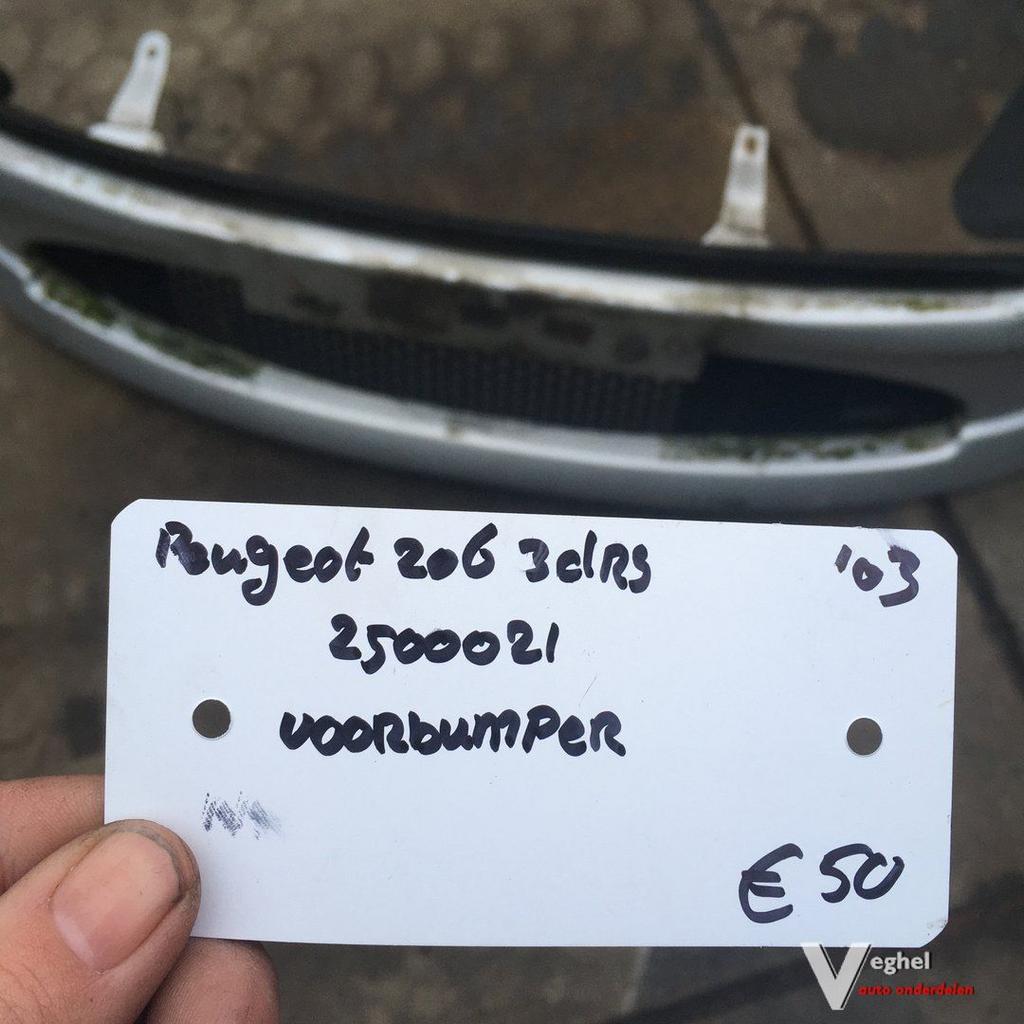 Peugeot 206 3dRS '03
2500021
voorbumper
€ 50
Veghel
auto onderdelen